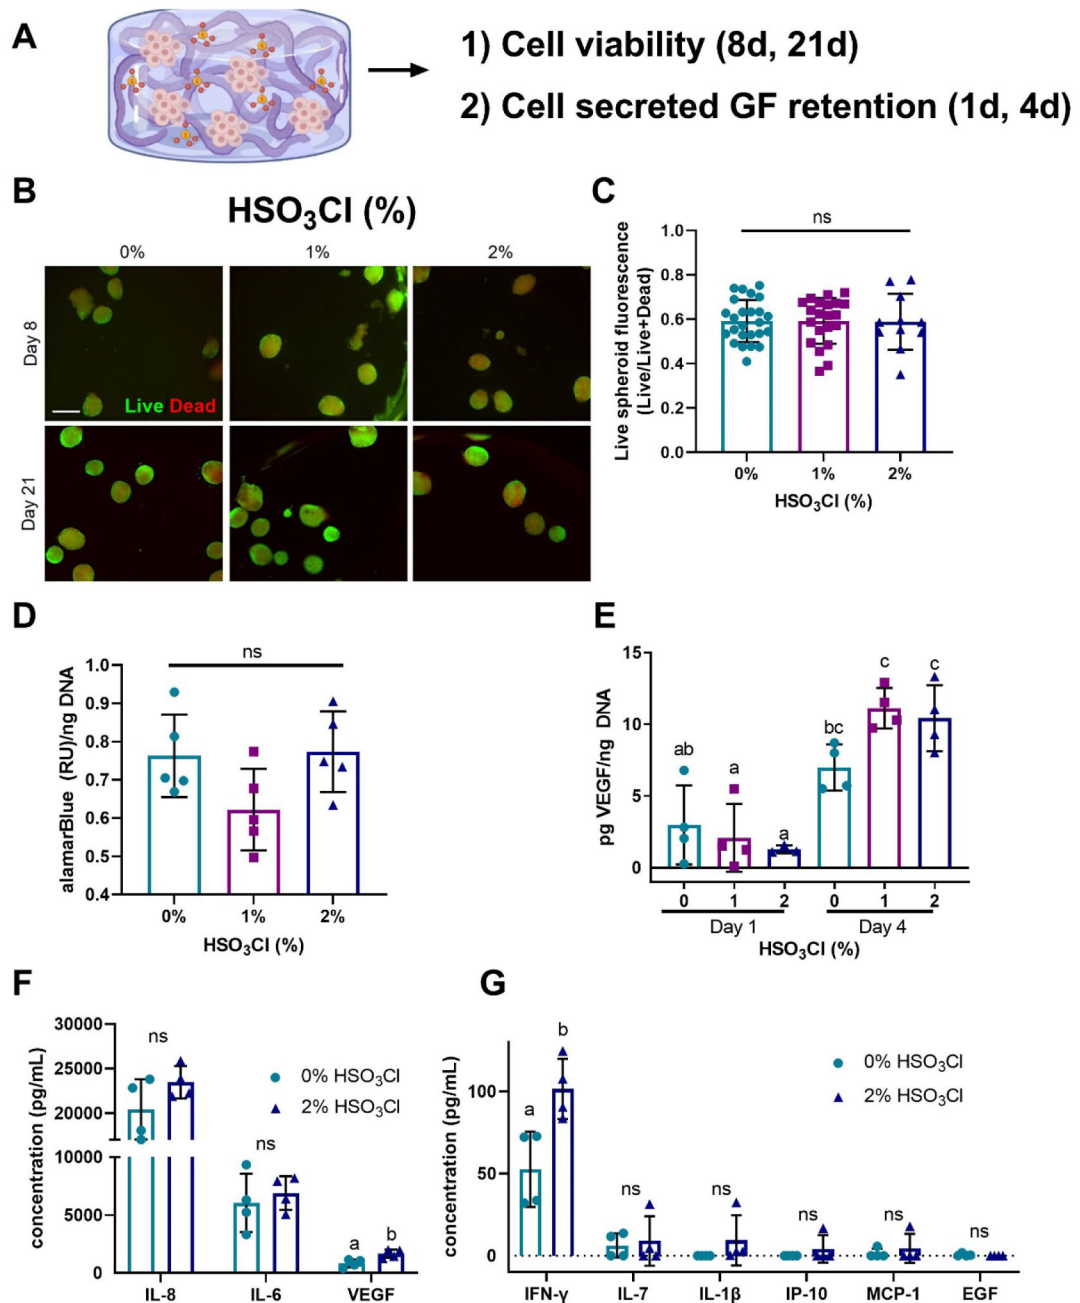 A
1) Cell viability (8d, 21d)
2) Cell secreted GF retention (1d, 4d)
B
HSO₃Cl (%)
0% 1% 2%
Day 8
Live Dead
Day 21
C
ns
Live spheroid fluorescence
(Live/Live+Dead)
1.0
0.8
0.6
0.4
0.2
0.0
0% 1% 2%
HSO₃Cl (%)
D
ns
alamarBlue (RU)/ng DNA
1.0
0.9
0.8
0.7
0.6
0.5
0.4
0% 1% 2%
HSO₃Cl (%)
E
pg VEGF/ng DNA
15
10
5
0
ab a a bc c c
0 1 2 0 1 2
Day 1 Day 4
HSO₃Cl (%)
F
concentration (pg/mL)
30000
25000
20000
10000
5000
0
ns ns a b
0% HSO₃Cl
2% HSO₃Cl
IL-8 IL-6 VEGF
G
concentration (pg/mL)
100
50
0
a b ns ns ns ns ns
0% HSO₃Cl
2% HSO₃Cl
IFN-γ IL-7 IL-1β IP-10 MCP-1 EGF